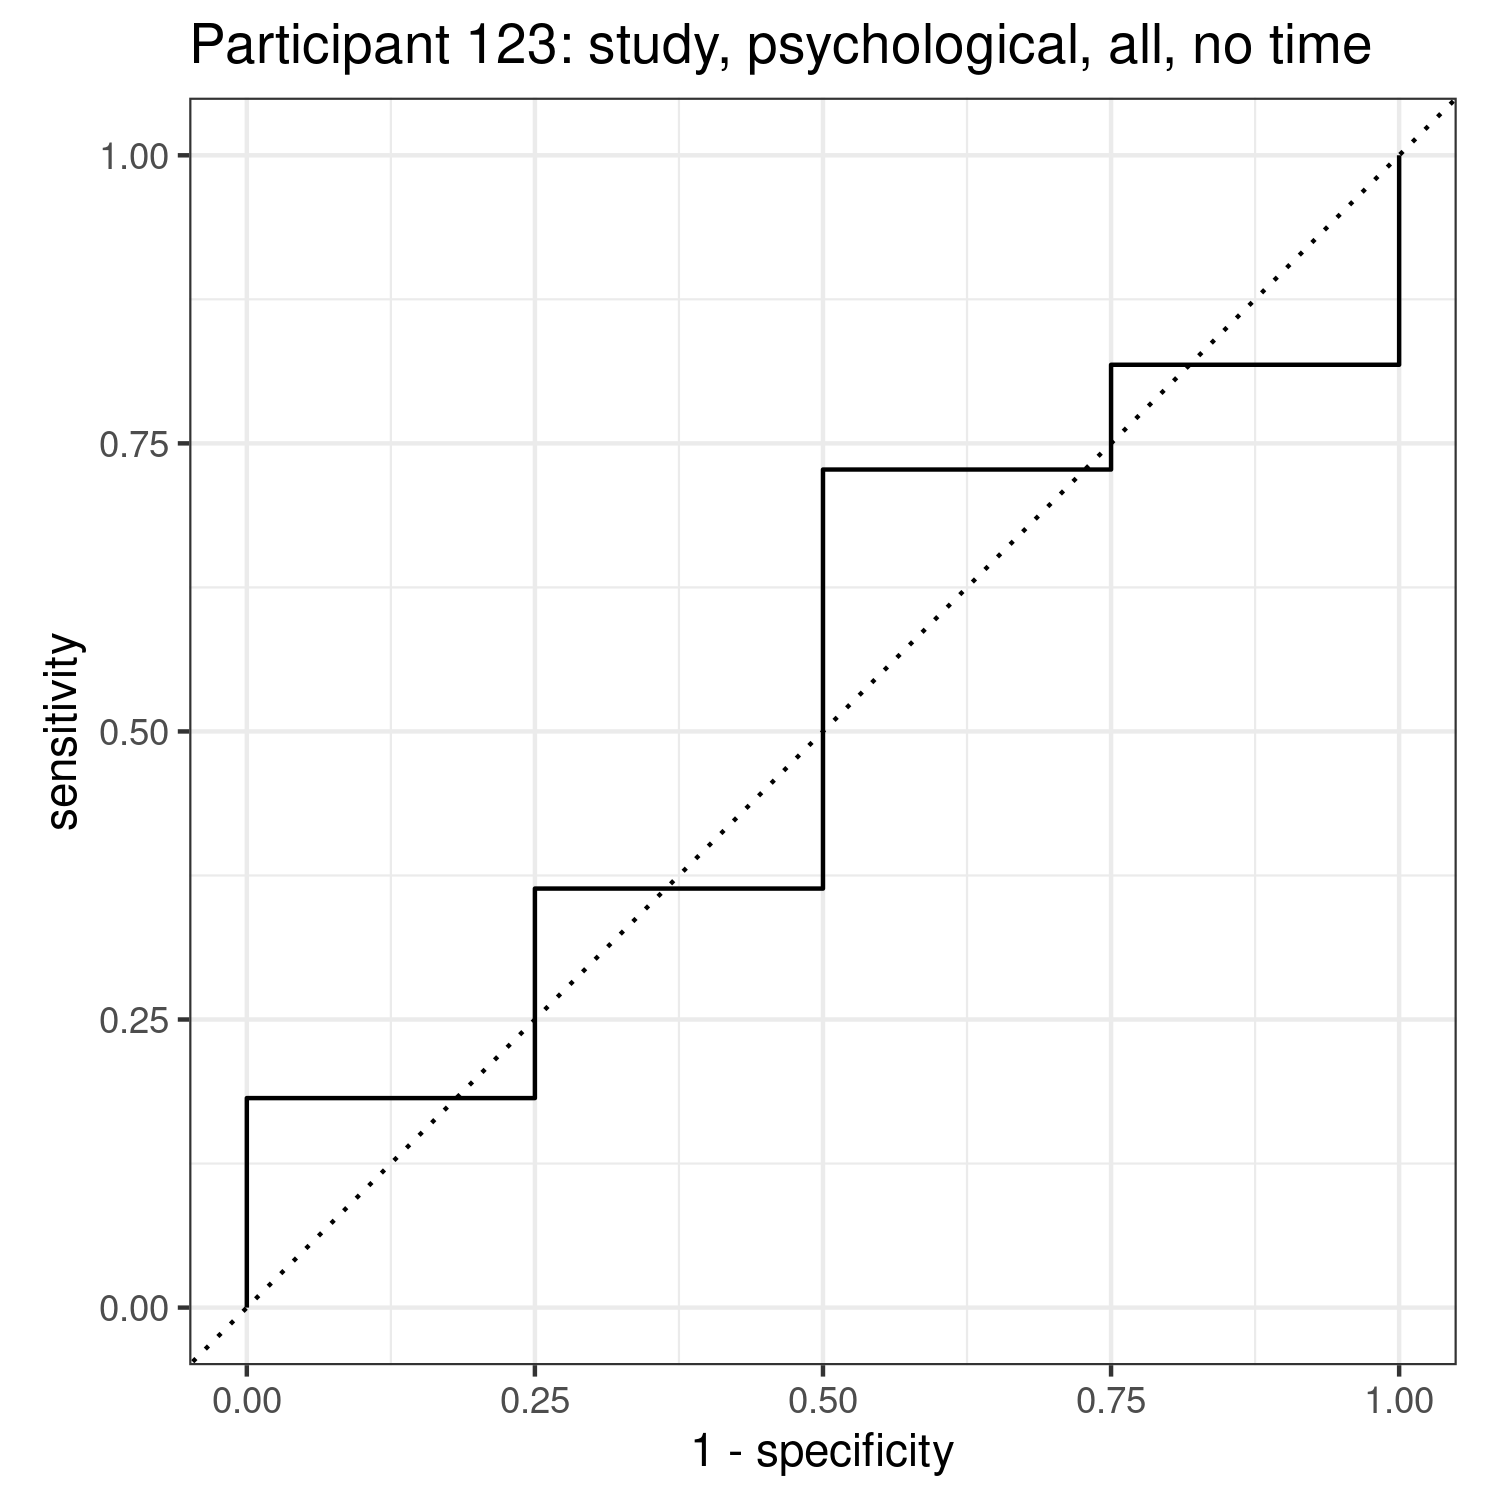 Participant 123: study, psychological, all, no time
1.00
0.75
0.50
0.25
0.00
sensitivity
0.00 0.25 0.50 0.75 1.00
1 - specificity